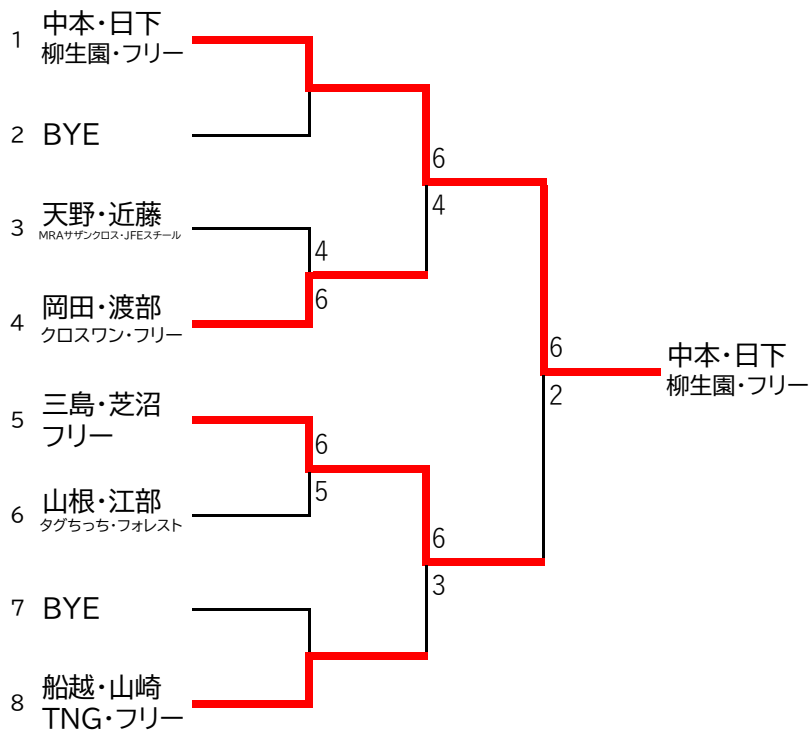 1
中本・日下
柳生園・フリー
2
BYE
6
4
3
天野・近藤
MRAサザンクロス・JFEスチール
4
6
4
岡田・渡部
クロスワン・フリー
6
2
中本・日下
柳生園・フリー
5
三島・芝沼
フリー
6
5
6
山根・江部
タグちっち・フォレスト
6
3
7
BYE
8
船越・山崎
TNG・フリー